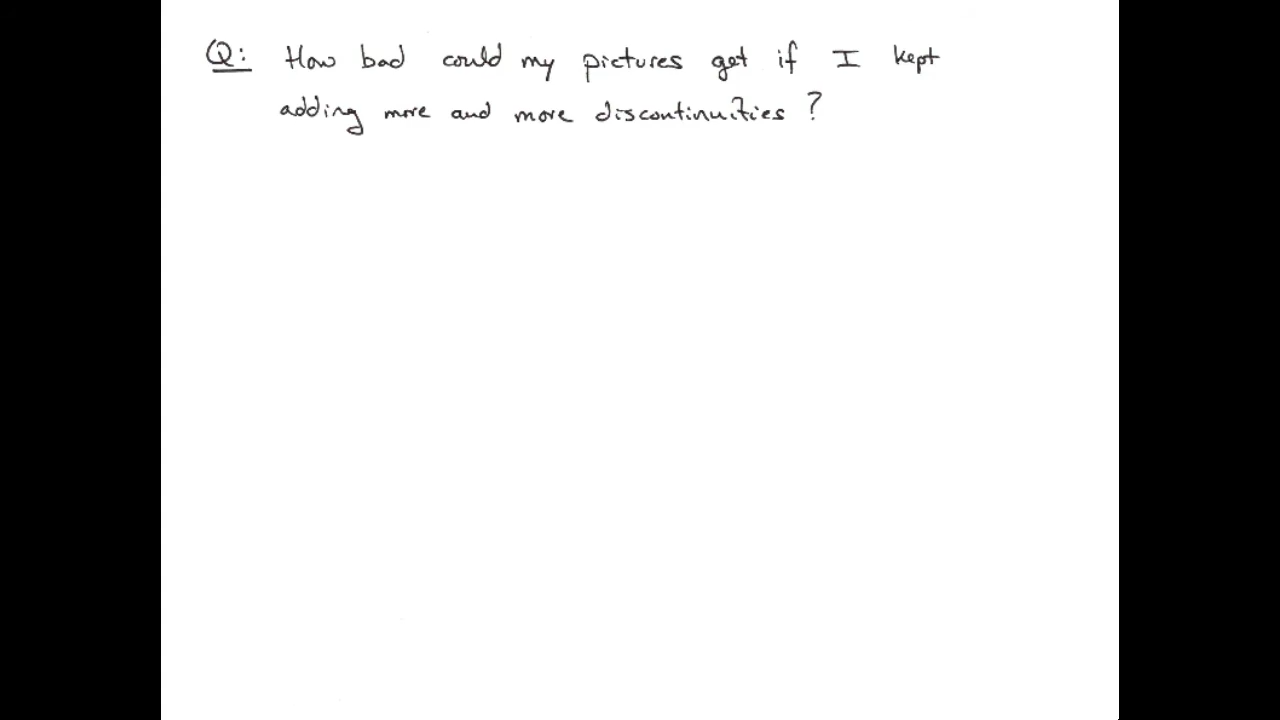 Q: How bad could my pictures get if I kept
adding more and more discontinuities?